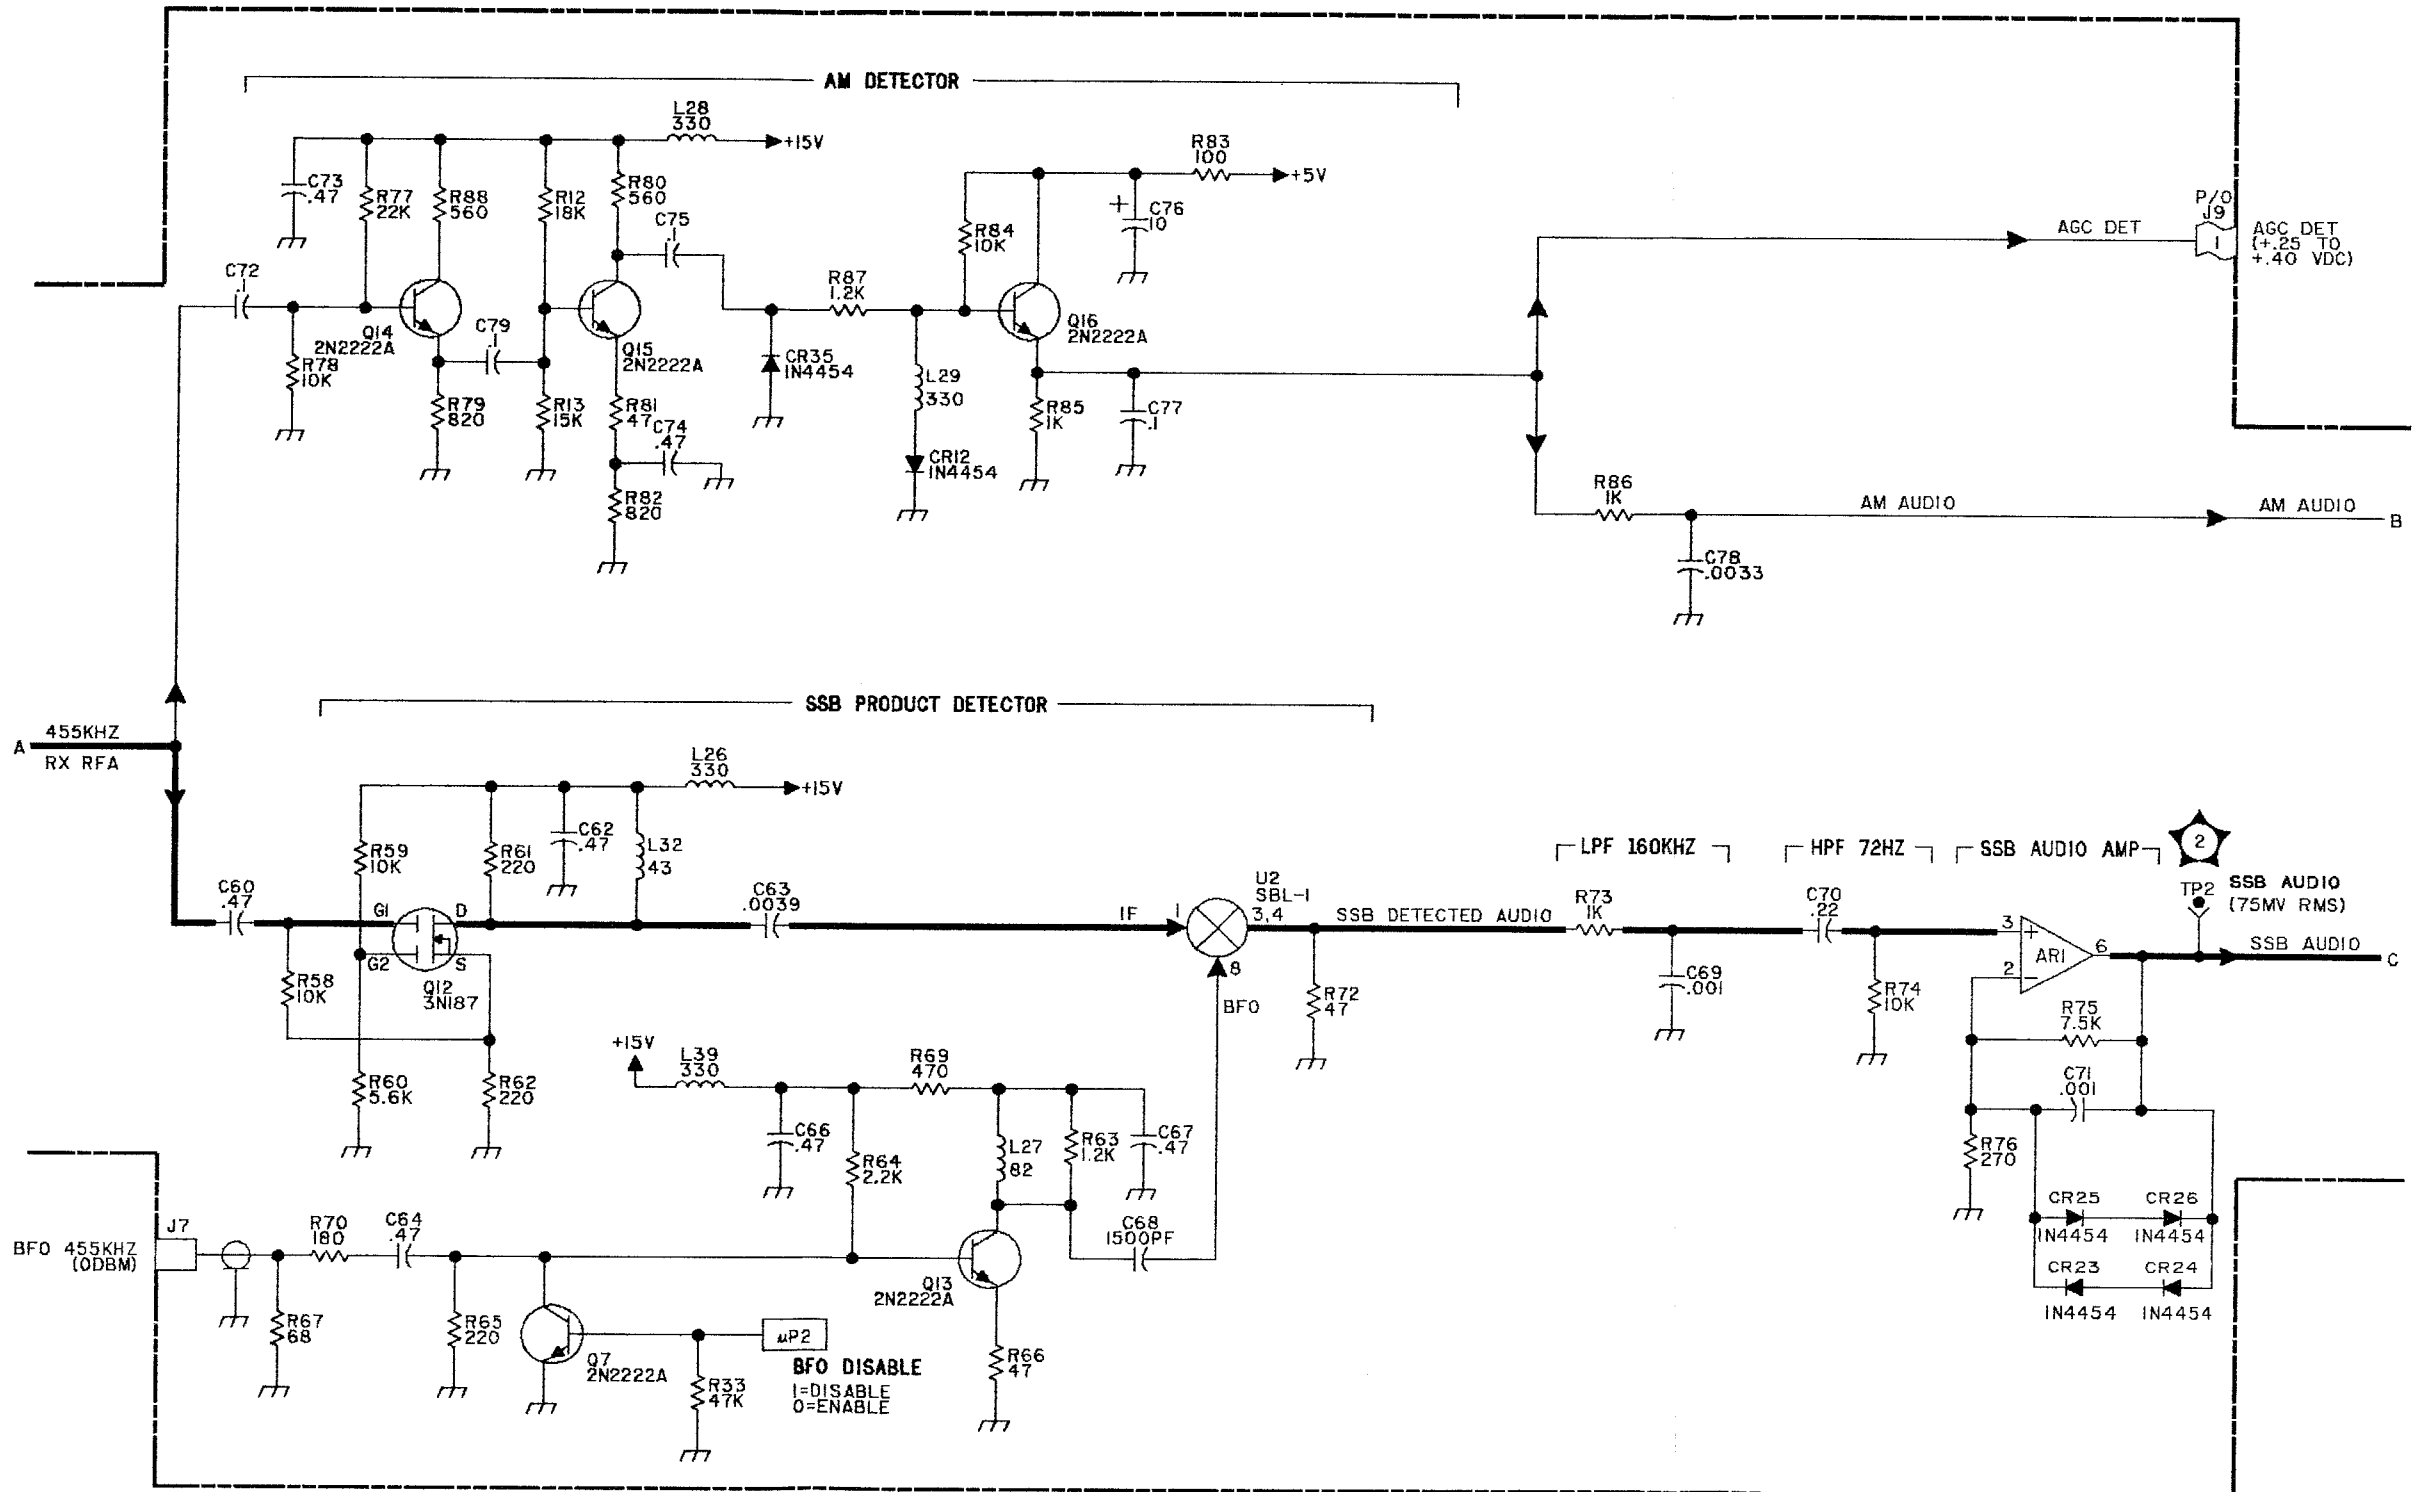 AM DETECTOR
L28
330
+15V
C73
.47
R77
22K
R88
560
R12
18K
R80
560
C75
.1
R83
100
+5V
C76
+
10
R84
10K
P/O
J9
1
AGC DET
AGC DET
(+.25 TO
+.40 VDC)
C72
.1
R87
1.2K
Q14
2N2222A
C79
.1
Q15
2N2222A
Q16
2N2222A
R78
10K
CR35
1N4454
L29
330
R79
820
R13
15K
R81
47
C74
.47
R85
1K
C77
.1
CR12
1N4454
R82
820
R86
1K
AM AUDIO
AM AUDIO
B
C78
.0033
SSB PRODUCT DETECTOR
A
455KHZ
RX RFA
L26
330
+15V
R59
10K
R61
220
C62
.47
L32
43
LPF 160KHZ
HPF 72HZ
SSB AUDIO AMP
2
C60
.47
G1
D
G2
S
C63
.0039
IF
1
U2
SBL-1
3,4
8
SSB DETECTED AUDIO
R73
1K
C70
.22
3
+
2
-
AR1
6
TP2
SSB AUDIO
(75MV RMS)
SSB AUDIO
C
R58
10K
Q12
3N187
R72
47
C69
.001
R74
10K
BFO
R75
7.5K
+15V
L39
330
R69
470
R60
5.6K
R62
220
C71
.001
C66
.47
R64
2.2K
L27
82
R63
1.2K
C67
.47
R76
270
CR25
1N4454
CR26
1N4454
CR23
1N4454
CR24
1N4454
J7
BFO 455KHZ
(0DBM)
R70
180
C64
.47
C68
1500PF
Q13
2N2222A
R67
68
R65
220
Q7
2N2222A
µP2
BFO DISABLE
1=DISABLE
0=ENABLE
R33
47K
R66
47